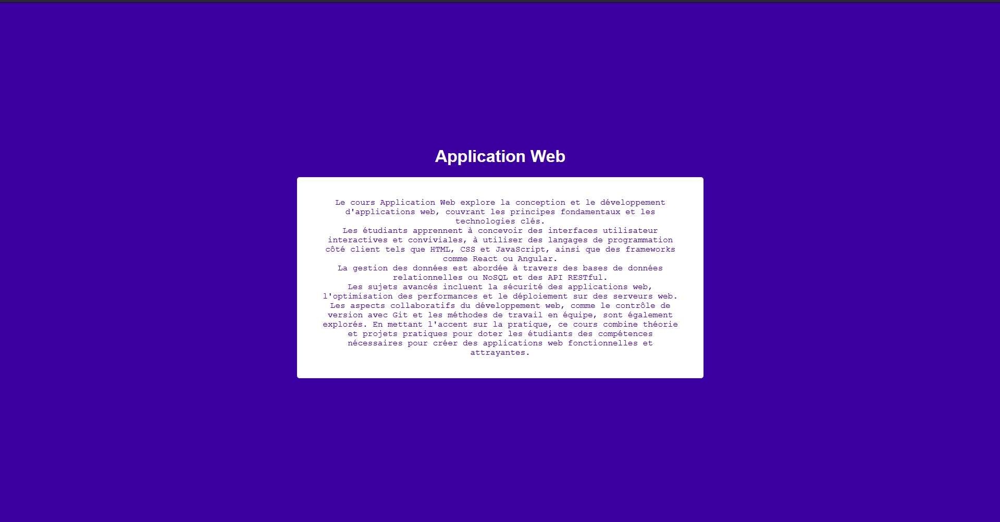 Application Web
Le cours Application Web explore la conception et le développement
d'applications web, couvrant les principes fondamentaux et les
technologies clés.
Les étudiants apprennent à concevoir des interfaces utilisateur
interactives et conviviales, à utiliser des langages de programmation
côté client tels que HTML, CSS et JavaScript, ainsi que des frameworks
comme React ou Angular.
La gestion des données est abordée à travers des bases de données
relationnelles ou NoSQL et des API RESTful.
Les sujets avancés incluent la sécurité des applications web,
l'optimisation des performances et le déploiement sur des serveurs web.
Les aspects collaboratifs du développement web, comme le contrôle de
version avec Git et les méthodes de travail en équipe, sont également
explorés. En mettant l'accent sur la pratique, ce cours combine théorie
et projets pratiques pour doter les étudiants des compétences
nécessaires pour créer des applications web fonctionnelles et
attrayantes.